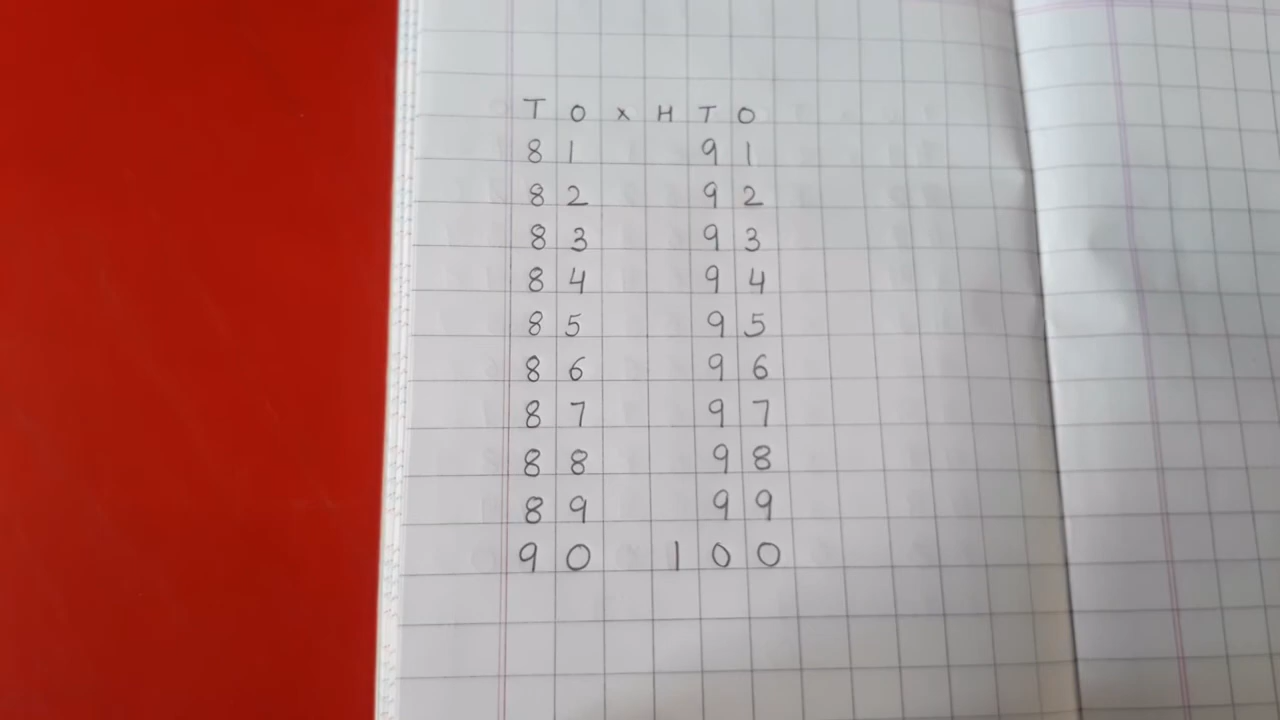 T O x H T O
8 1 9 1
8 2 9 2
8 3 9 3
8 4 9 4
8 5 9 5
8 6 9 6
8 7 9 7
8 8 9 8
8 9 9 9
9 0 1 0 0